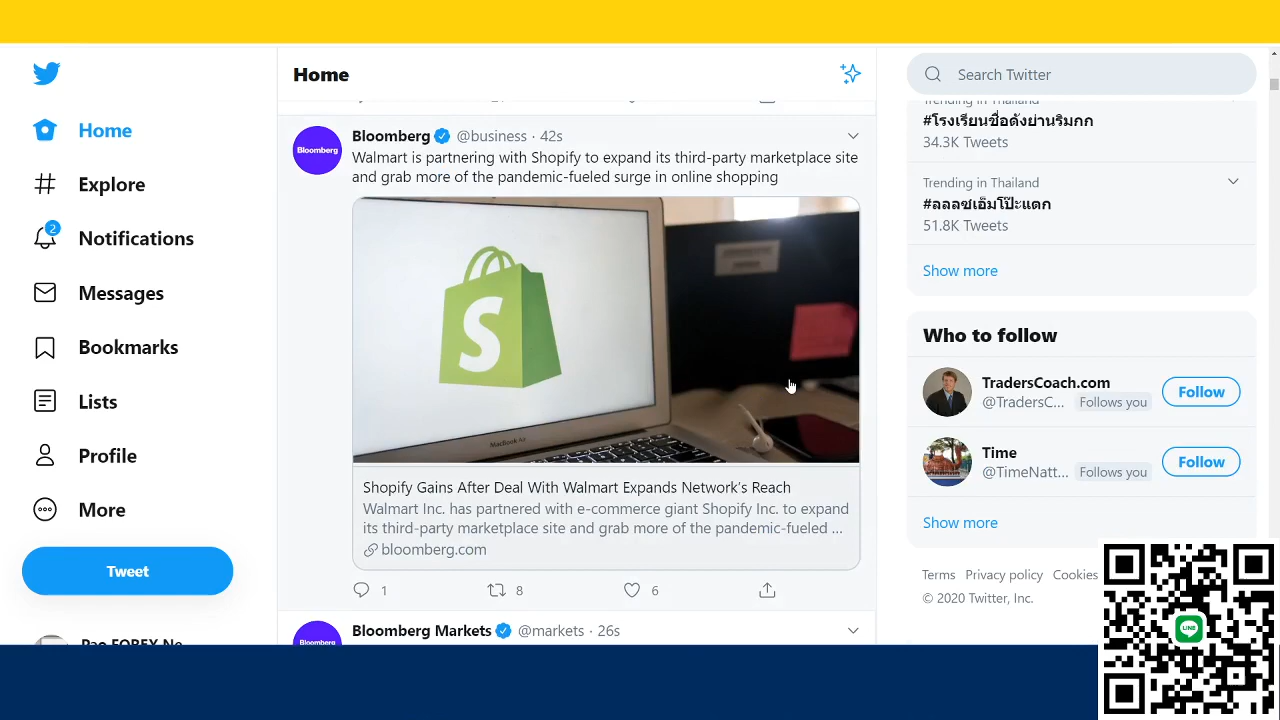 Home
Explore
2
Notifications
Messages
Bookmarks
Lists
Profile
More
Tweet
Home
Bloomberg @business · 42s
Bloomberg
Walmart is partnering with Shopify to expand its third-party marketplace site
and grab more of the pandemic-fueled surge in online shopping
S
MacBook Air
Shopify Gains After Deal With Walmart Expands Network's Reach
Walmart Inc. has partnered with e-commerce giant Shopify Inc. to expand
its third-party marketplace site and grab more of the pandemic-fueled ...
bloomberg.com
1 8 6
Bloomberg Markets @markets · 26s
Bloomberg
Search Twitter
Trending in Thailand
#โรงเรียนชื่อดังย่านริมกก
34.3K Tweets
Trending in Thailand
#ลลลซเอ็มโป๊ะแตก
51.8K Tweets
Show more
Who to follow
TradersCoach.com
@TradersC... Follows you
Follow
Time
@TimeNatt... Follows you
Follow
Show more
Terms Privacy policy Cookies
© 2020 Twitter, Inc.
LINE